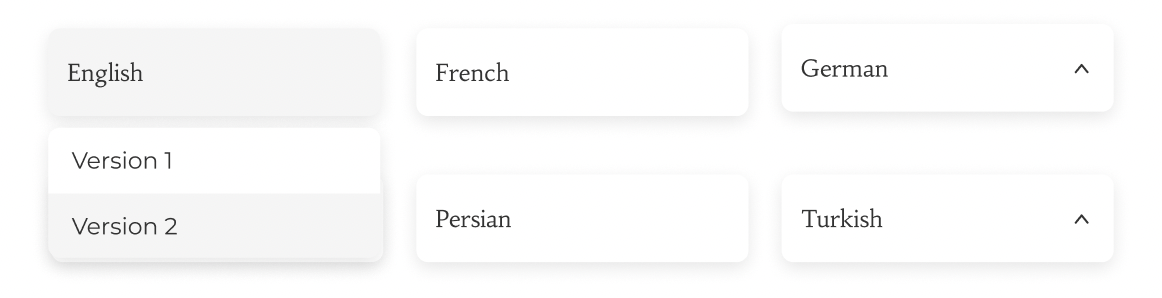 English
French
German
Version 1
Version 2
Persian
Turkish